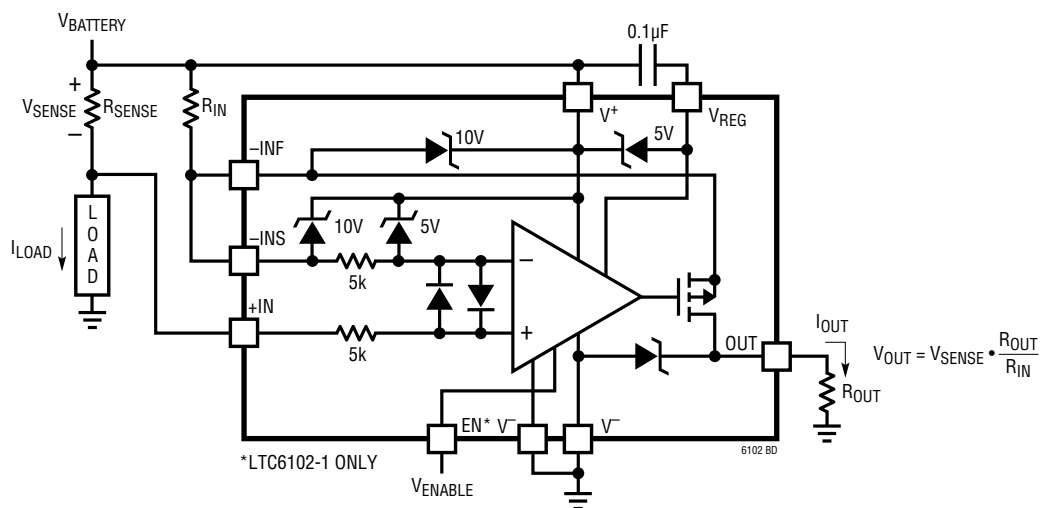 VBATTERY
0.1µF
+
VSENSE
RSENSE
–
RIN
V+
VREG
–INF
10V
5V
LOAD
ILOAD
–INS
10V
5V
5k
–
+IN
5k
+
OUT
IOUT
VOUT = VSENSE • ROUT/RIN
ROUT
EN* V–
V–
6102 BD
*LTC6102-1 ONLY
VENABLE